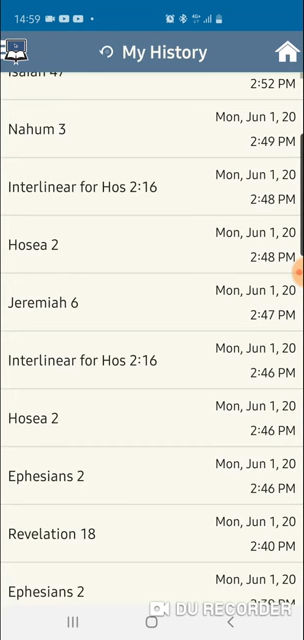 14:59
My History
Isaiah 47
2:52 PM
Mon, Jun 1, 20
Nahum 3
2:49 PM
Mon, Jun 1, 20
Interlinear for Hos 2:16
2:48 PM
Mon, Jun 1, 20
Hosea 2
2:48 PM
Mon, Jun 1, 20
Jeremiah 6
2:47 PM
Mon, Jun 1, 20
Interlinear for Hos 2:16
2:46 PM
Mon, Jun 1, 20
Hosea 2
2:46 PM
Mon, Jun 1, 20
Ephesians 2
2:46 PM
Mon, Jun 1, 20
Revelation 18
2:40 PM
Mon, Jun 1, 20
Ephesians 2
DU RECORDER